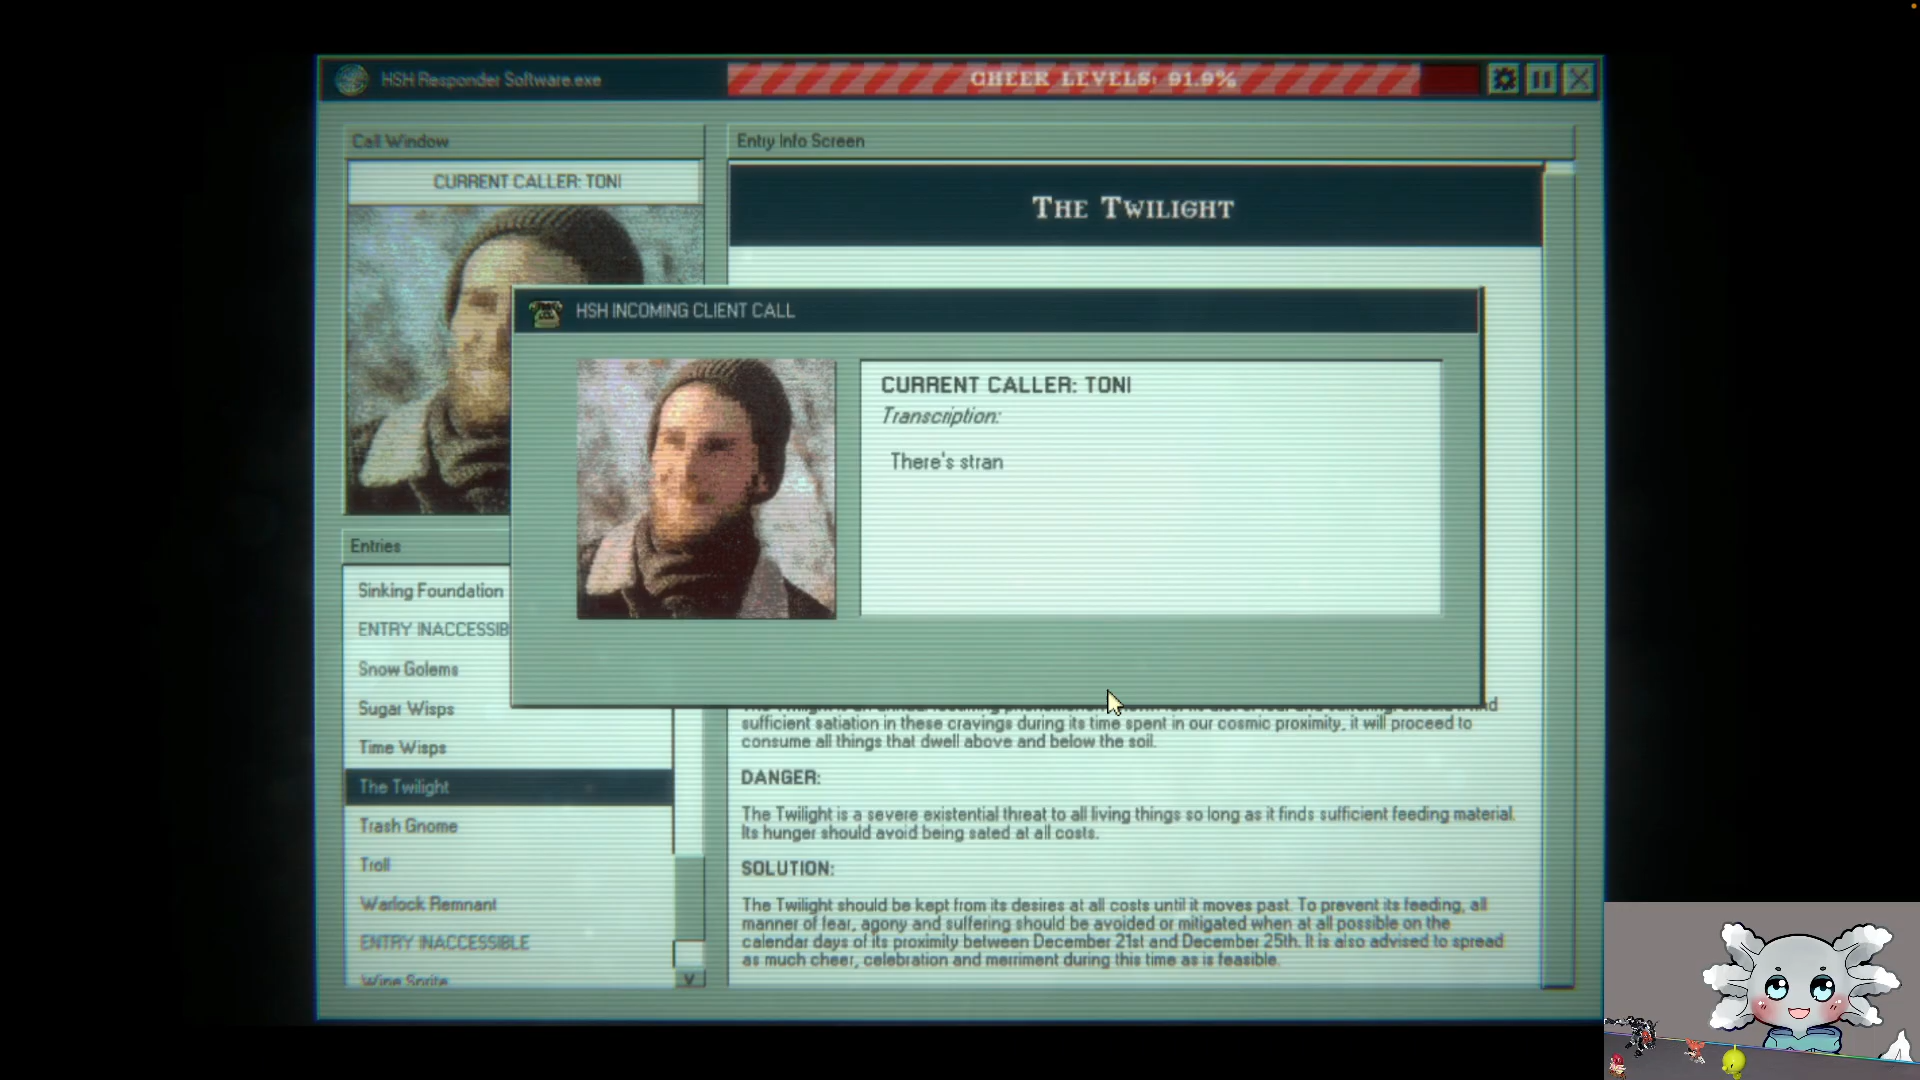 HSH Responder Software.exe
CHEER LEVELS: 91.9%
Call Window
CURRENT CALLER: TONI
Entry Info Screen
THE TWILIGHT
HSH INCOMING CLIENT CALL
CURRENT CALLER: TONI
Transcription:
There's stran
Entries
Sinking Foundation
ENTRY INACCESSIB
Snow Golems
Sugar Wisps
Time Wisps
The Twilight
Trash Gnome
Troll
Warlock Remnant
ENTRY INACCESSIBLE
Wine Sprite
sufficient satiation in these cravings during its time spent in our cosmic proximity, it will proceed to
consume all things that dwell above and below the soil.
DANGER:
The Twilight is a severe existential threat to all living things so long as it finds sufficient feeding material.
Its hunger should avoid being sated at all costs.
SOLUTION:
The Twilight should be kept from its desires at all costs until it moves past. To prevent its feeding, all
manner of fear, agony and suffering should be avoided or mitigated when at all possible on the
calendar days of its proximity between December 21st and December 25th. It is also advised to spread
as much cheer, celebration and merriment during this time as is feasible.